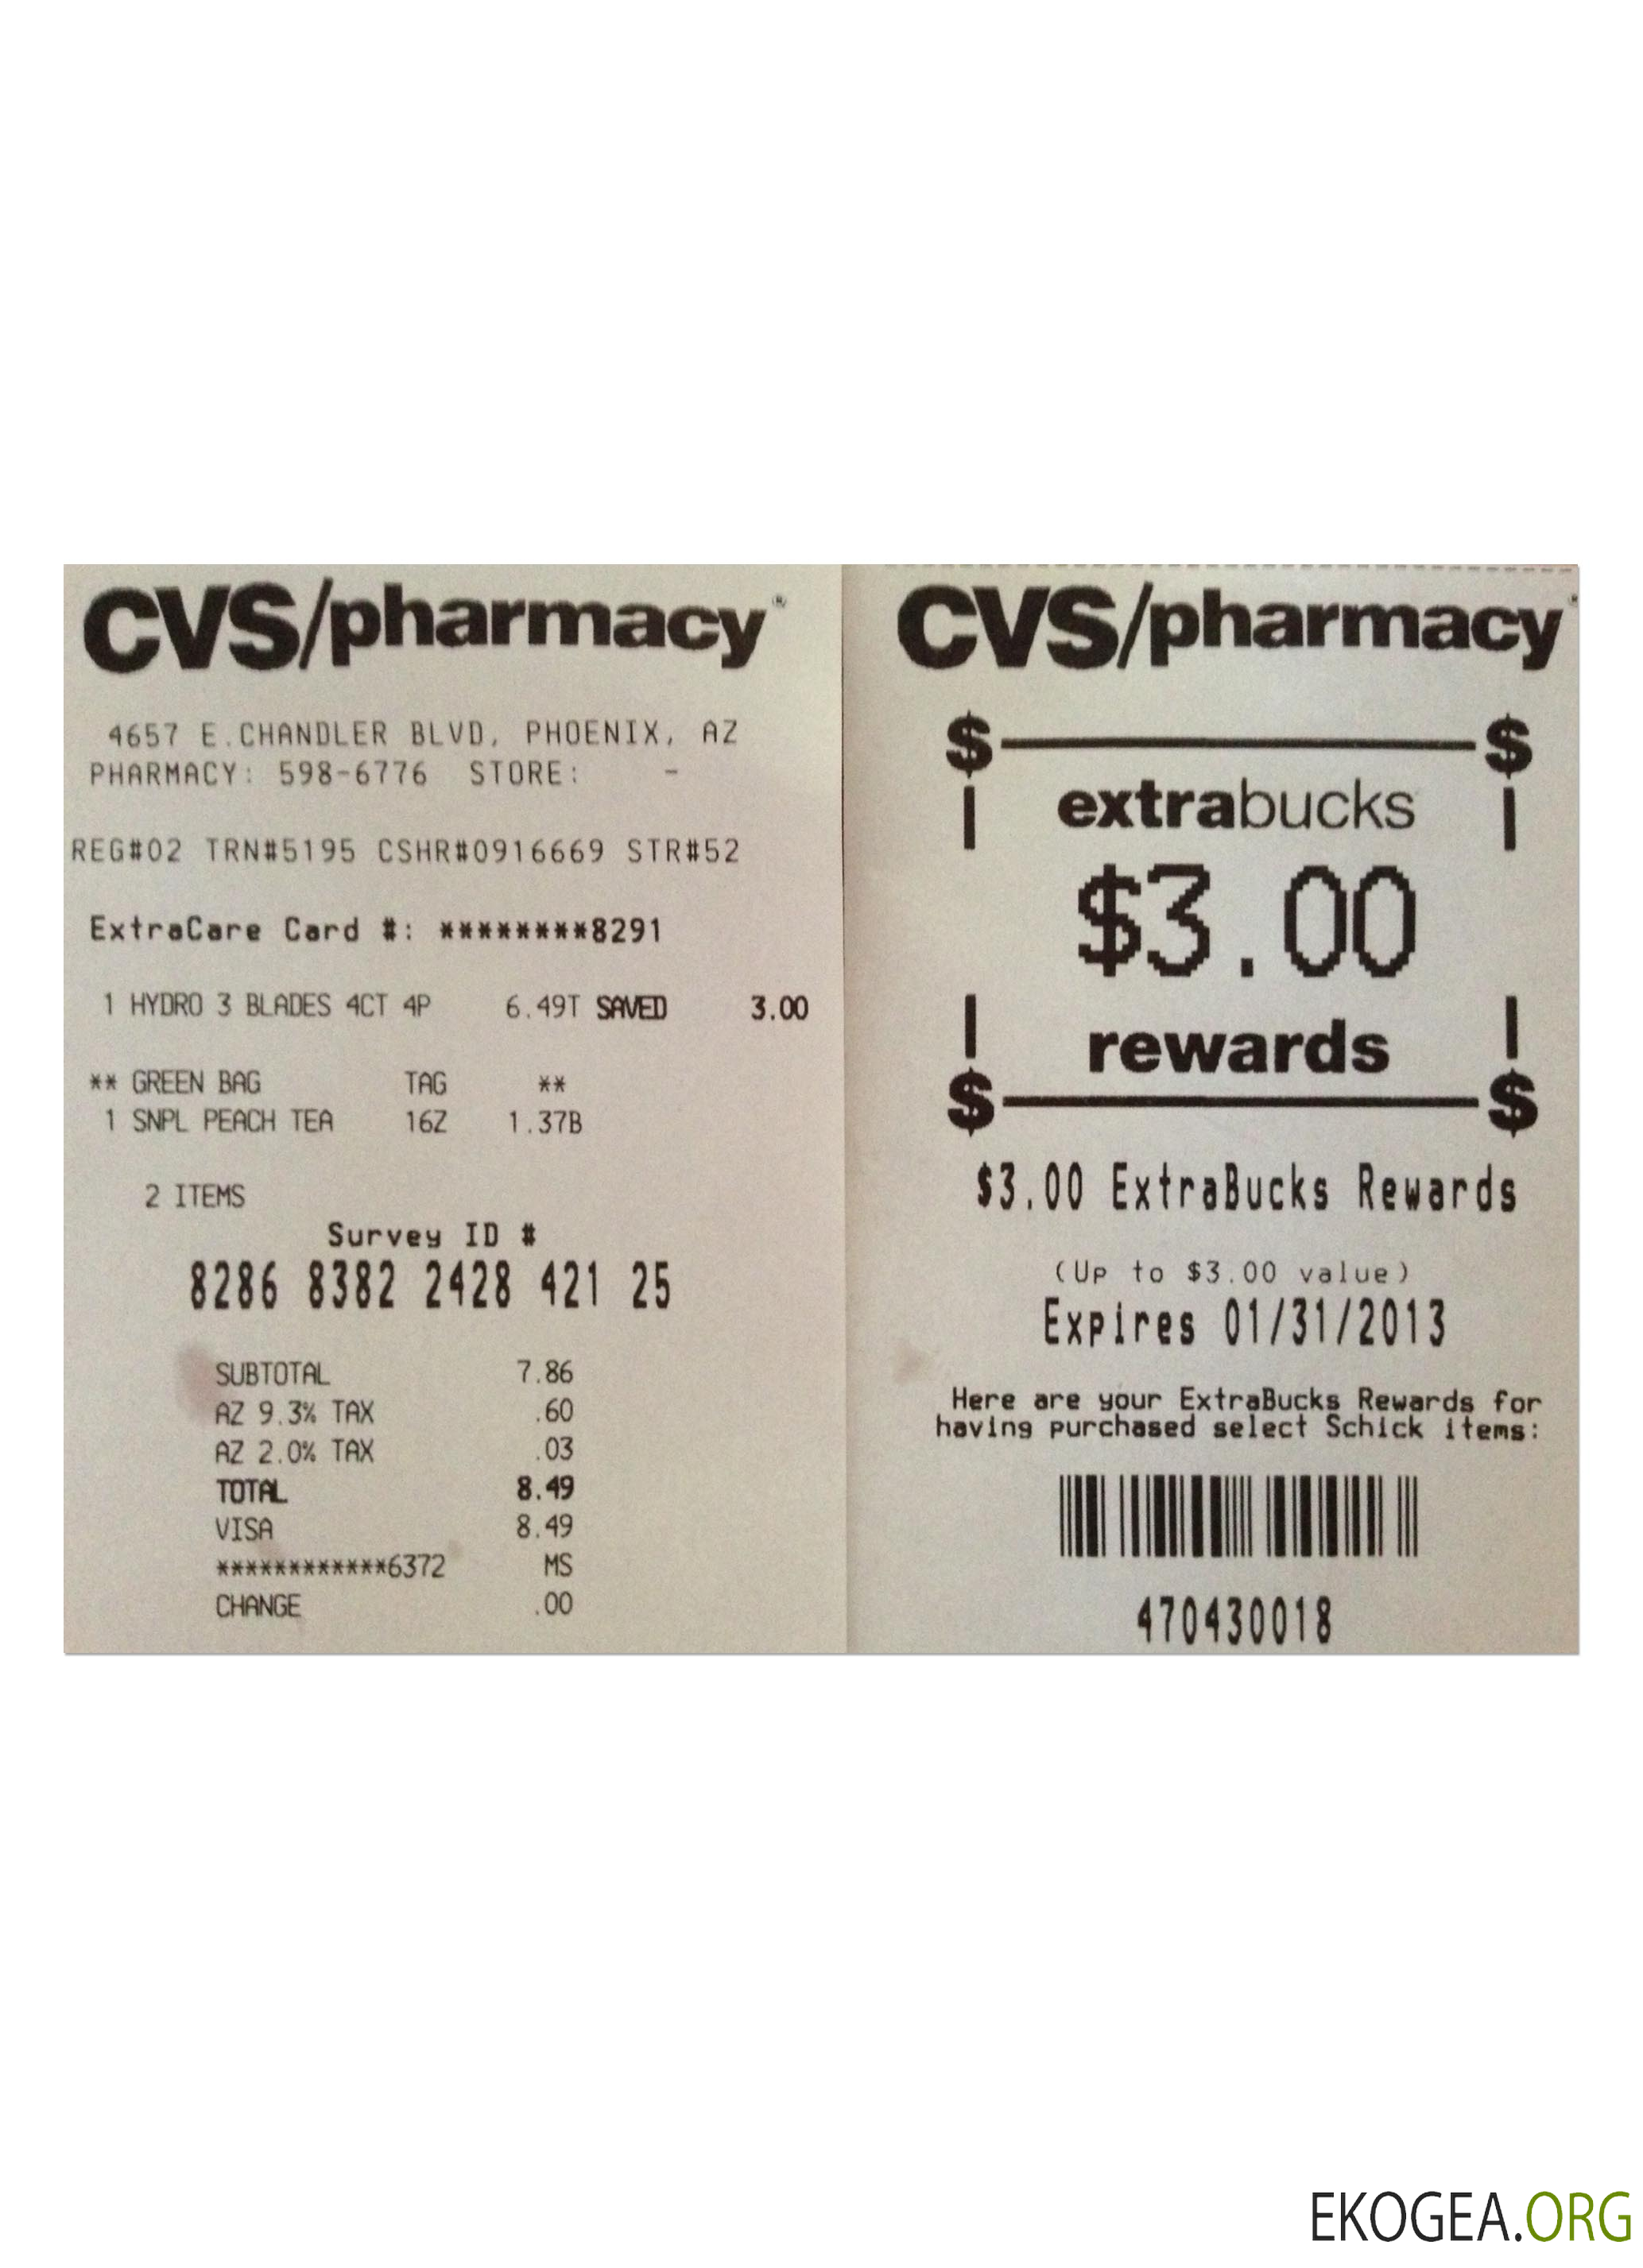 CVS/pharmacy®
4657 E.CHANDLER BLVD, PHOENIX, AZ
PHARMACY: 598-6776 STORE: -
REG#02 TRN#5195 CSHR#0916669 STR#52
ExtraCare Card #: ********8291
1 HYDRO 3 BLADES 4CT 4P 6.49T SAVED 3.00
** GREEN BAG TAG **
1 SNPL PEACH TEA 16Z 1.37B
2 ITEMS
Survey ID #
8286 8382 2428 421 25
SUBTOTAL 7.86
AZ 9.3% TAX .60
AZ 2.0% TAX .03
TOTAL 8.49
VISA 8.49
************6372 MS
CHANGE .00
CVS/pharmacy®
$ $
extrabucks
$3.00
rewards
$ $
$3.00 ExtraBucks Rewards
(Up to $3.00 value)
Expires 01/31/2013
Here are your ExtraBucks Rewards for
having purchased select Schick items:
470430018
EKOGEA.ORG